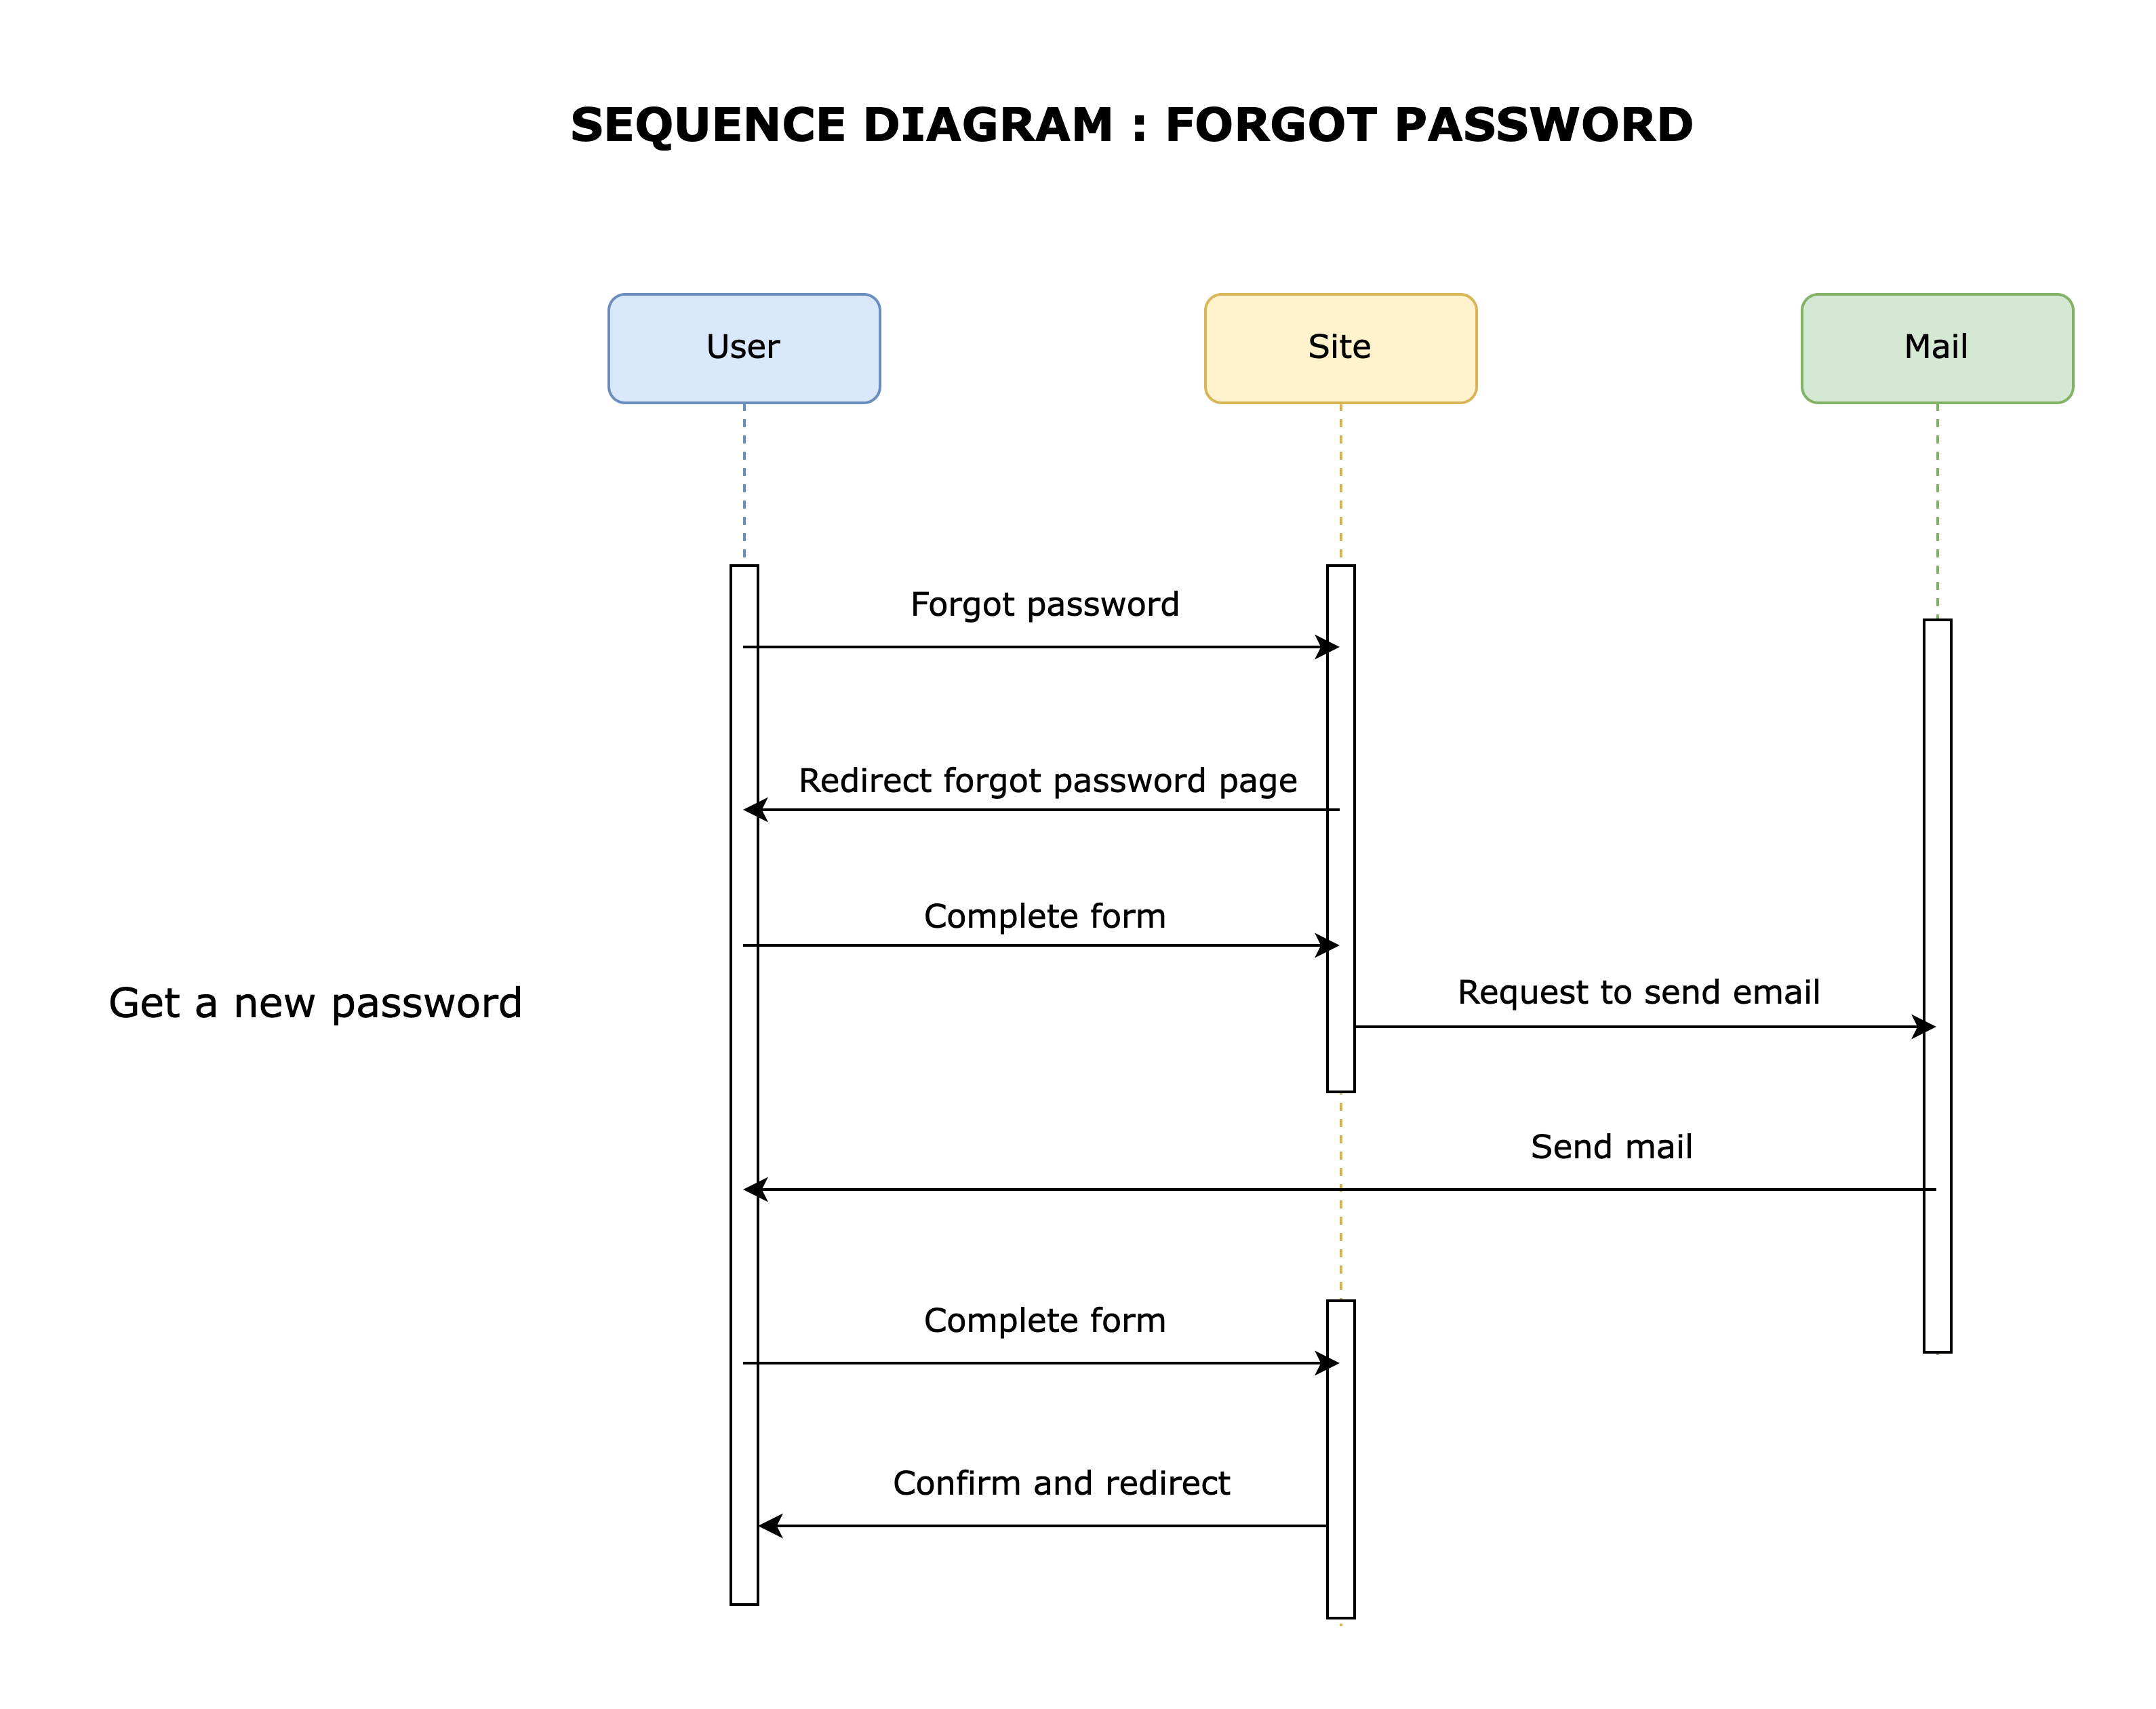 SEQUENCE DIAGRAM : FORGOT PASSWORD
User
Site
Mail
Forgot password
Redirect forgot password page
Complete form
Get a new password
Request to send email
Send mail
Complete form
Confirm and redirect